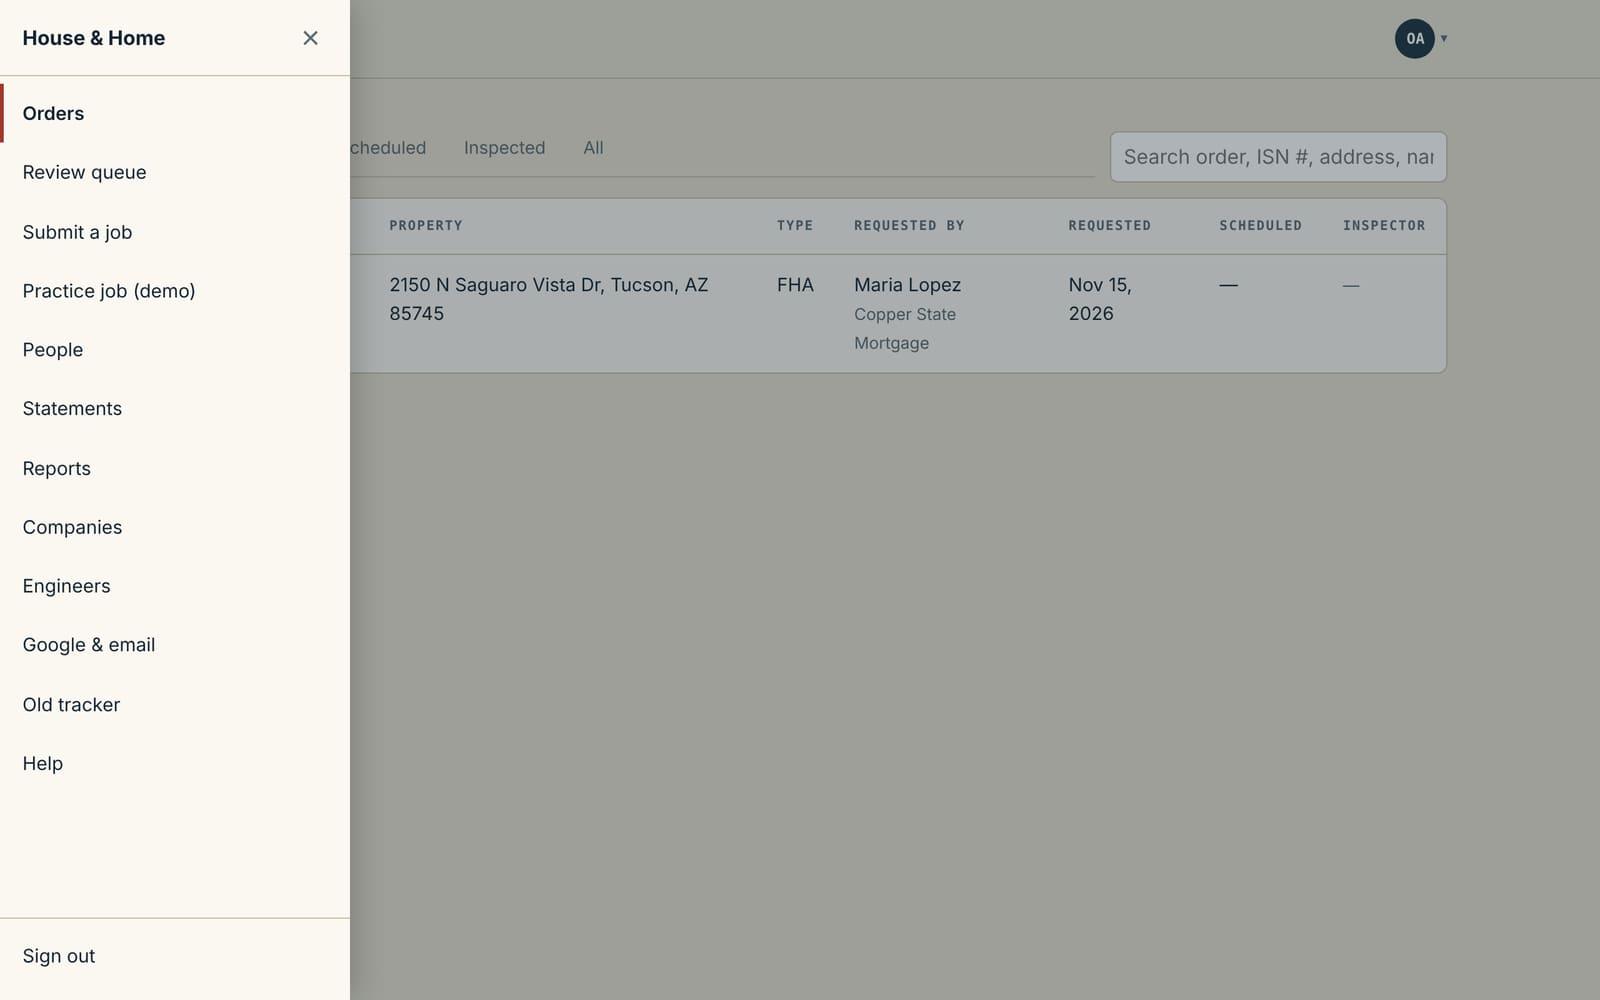 House & Home
×
OA ▾
Orders
Review queue
Submit a job
Practice job (demo)
People
Statements
Reports
Companies
Engineers
Google & email
Old tracker
Help
Sign out
cheduled Inspected All
Search order, ISN #, address, nar
PROPERTY TYPE REQUESTED BY REQUESTED SCHEDULED INSPECTOR
2150 N Saguaro Vista Dr, Tucson, AZ
85745
FHA
Maria Lopez
Copper State
Mortgage
Nov 15,
2026
—
—